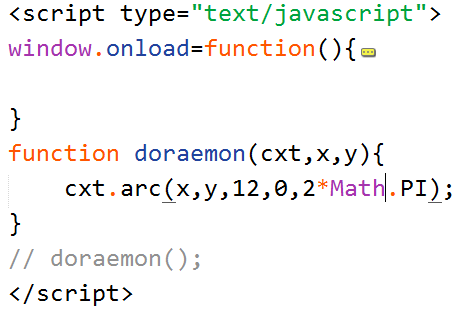 <script type="text/javascript">
window.onload=function(){
}
function doraemon(cxt,x,y){
cxt.arc(x,y,12,0,2*Math.PI);
}
// doraemon();
</script>